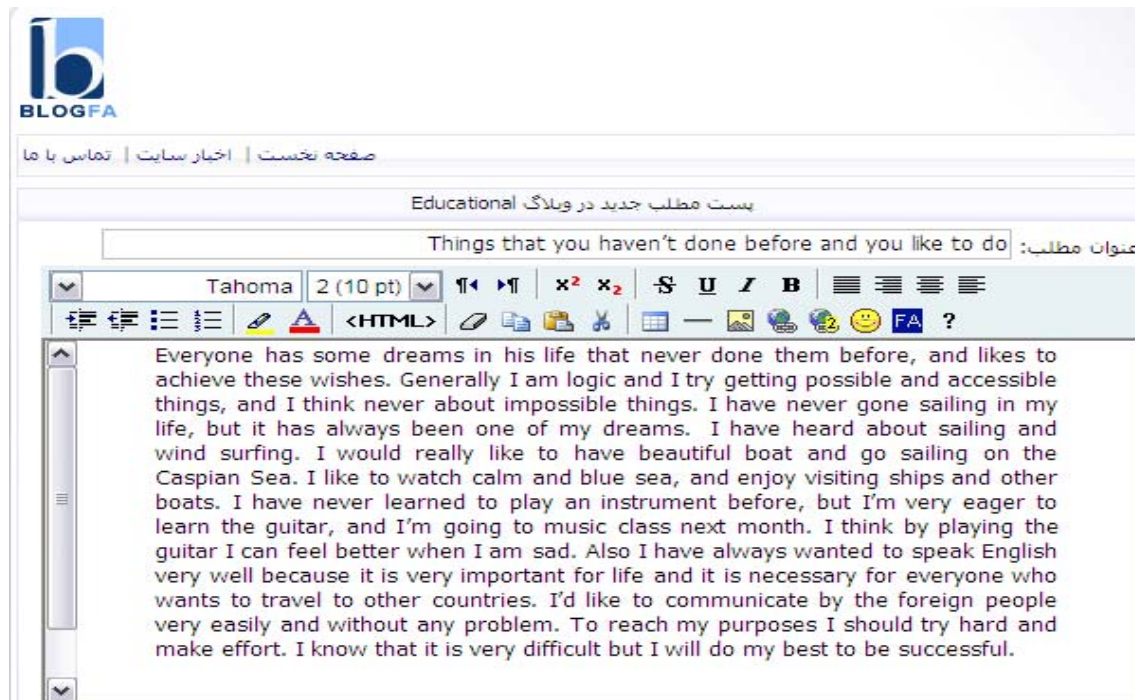 b
BLOGFA
صفحه نخست | اخبار سایت | تماس با ما
پست مطلب جدید در وبلاگ Educational
عنوان مطلب: Things that you haven't done before and you like to do
Tahoma 2 (10 pt) ¶ ¶ x² x₂ S U I B
<HTML> FA ?
Everyone has some dreams in his life that never done them before, and likes to
achieve these wishes. Generally I am logic and I try getting possible and accessible
things, and I think never about impossible things. I have never gone sailing in my
life, but it has always been one of my dreams. I have heard about sailing and
wind surfing. I would really like to have beautiful boat and go sailing on the
Caspian Sea. I like to watch calm and blue sea, and enjoy visiting ships and other
boats. I have never learned to play an instrument before, but I'm very eager to
learn the guitar, and I'm going to music class next month. I think by playing the
guitar I can feel better when I am sad. Also I have always wanted to speak English
very well because it is very important for life and it is necessary for everyone who
wants to travel to other countries. I'd like to communicate by the foreign people
very easily and without any problem. To reach my purposes I should try hard and
make effort. I know that it is very difficult but I will do my best to be successful.